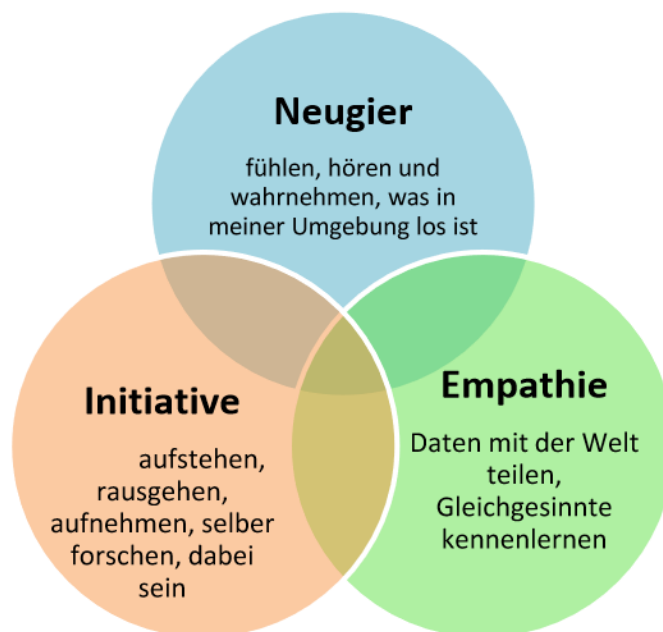 Neugier
fühlen, hören und
wahrnehmen, was in
meiner Umgebung los ist
Initiative
aufstehen,
rausgehen,
aufnehmen, selber
forschen, dabei
sein
Empathie
Daten mit der Welt
teilen,
Gleichgesinnte
kennenlernen